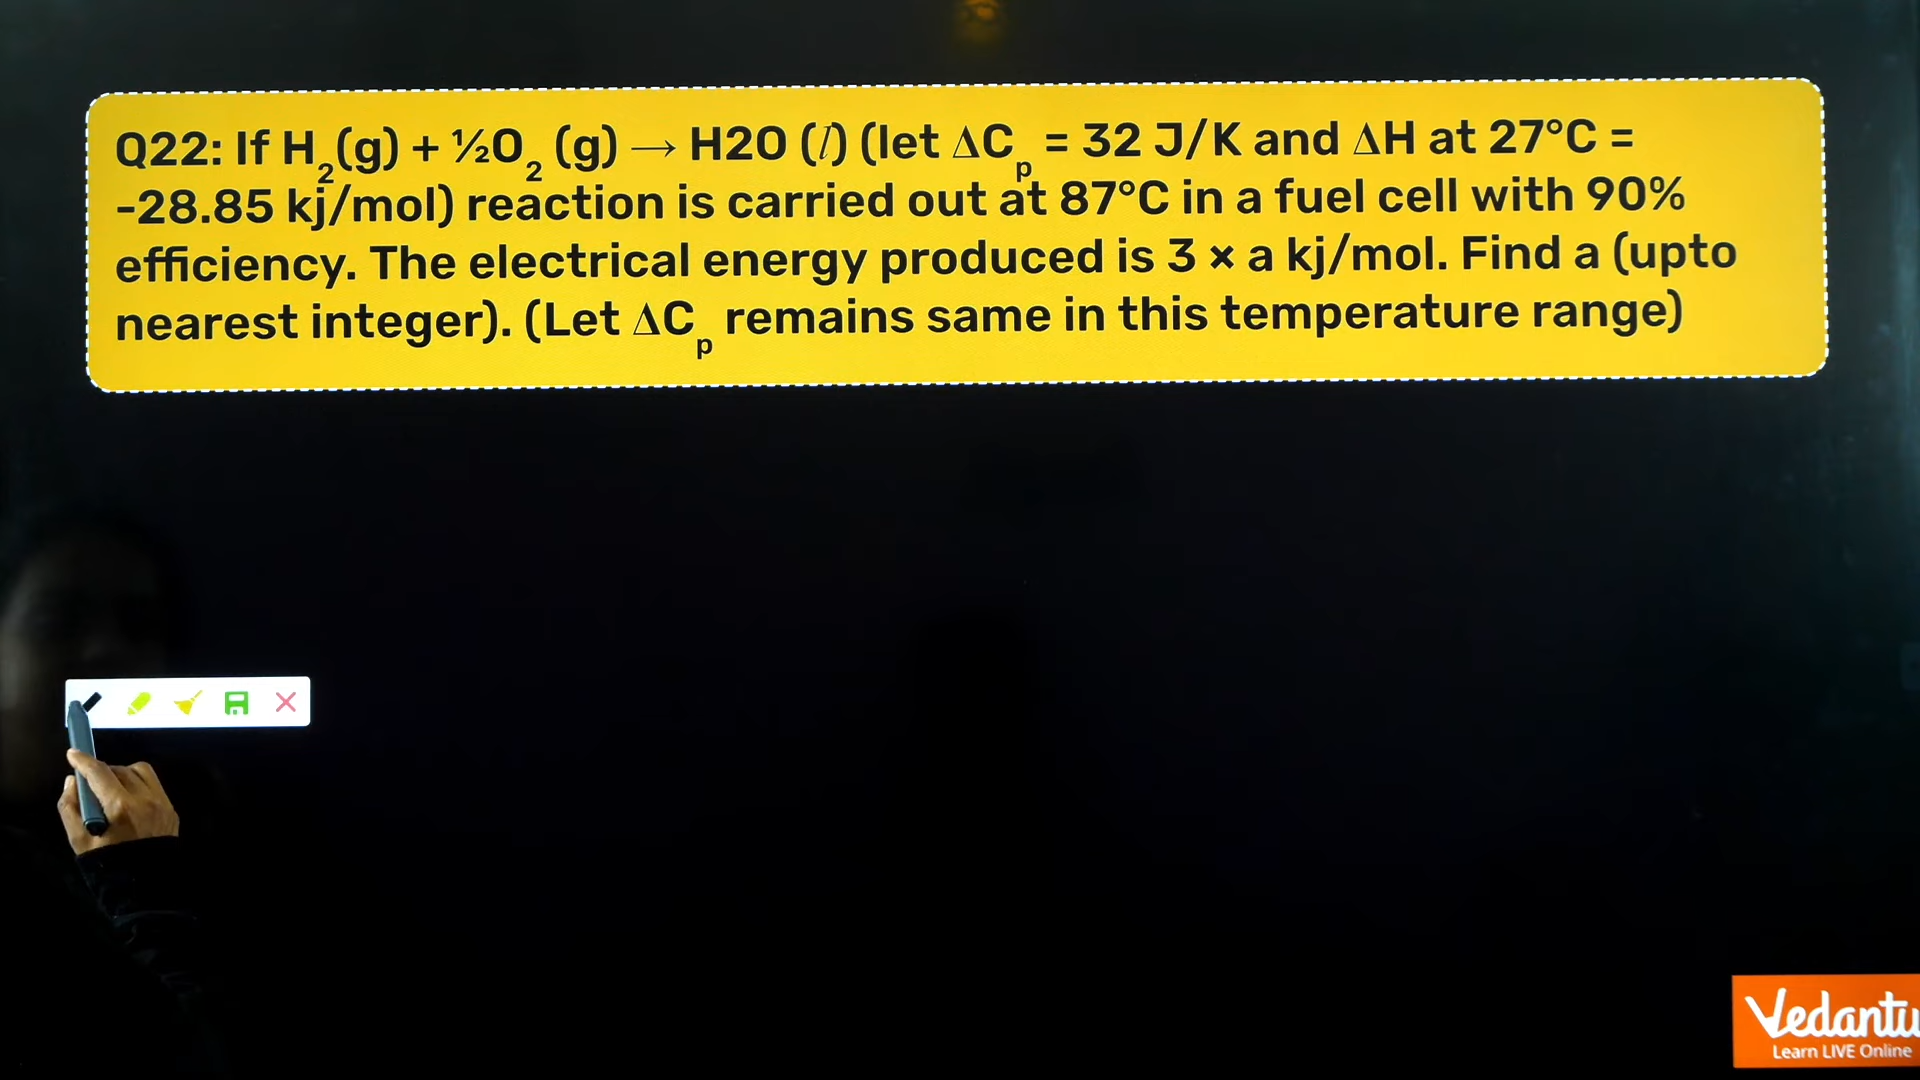 Q22: If H₂(g) + ½O₂ (g) → H2O (l) (let ΔCₚ = 32 J/K and ΔH at 27°C =
-28.85 kj/mol) reaction is carried out at 87°C in a fuel cell with 90%
efficiency. The electrical energy produced is 3 × a kj/mol. Find a (upto
nearest integer). (Let ΔCₚ remains same in this temperature range)
Vedantu
Learn LIVE Online